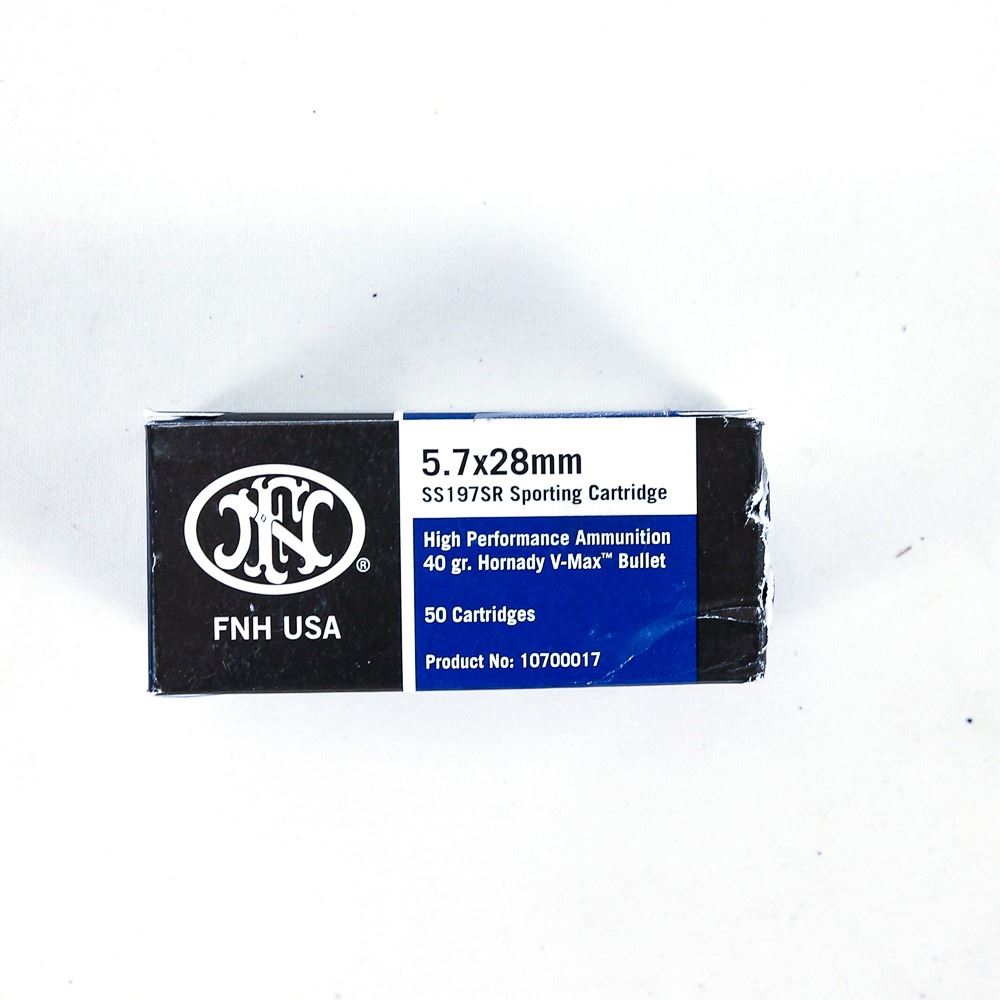 FN
®
FNH USA
5.7x28mm
SS197SR Sporting Cartridge
High Performance Ammunition
40 gr. Hornady V-Max™ Bullet
50 Cartridges
Product No: 10700017